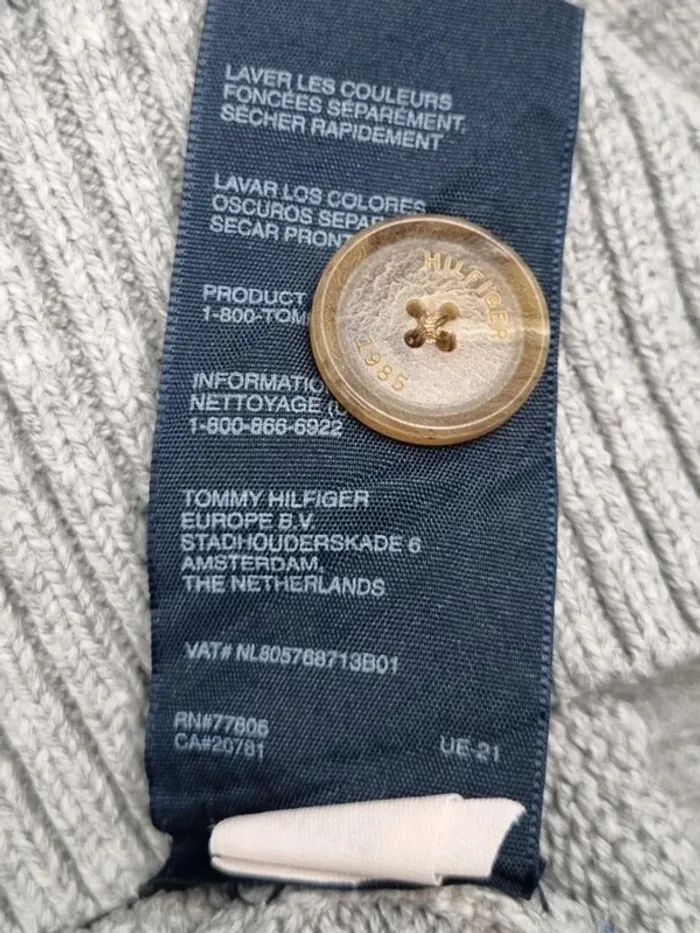 LAVER LES COULEURS
FONCÉES SÉPARÉMENT,
SÉCHER RAPIDEMENT
LAVAR LOS COLORES
OSCUROS SEPAR
SECAR PRONT
PRODUCT
1-800-TOM
HILFIGER
1985
INFORMATIO
NETTOYAGE (
1-800-866-6922
TOMMY HILFIGER
EUROPE B.V.
STADHOUDERSKADE 6
AMSTERDAM,
THE NETHERLANDS
VAT# NL805768713B01
RN#77806
CA#20781
UE-21